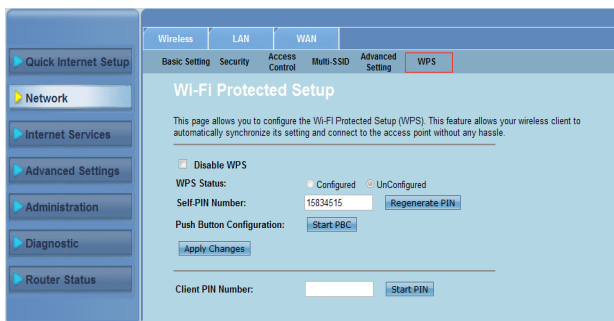 Wireless LAN WAN
Basic Setting Security Access Control Multi-SSID Advanced Setting WPS
Quick Internet Setup
Network
Internet Services
Advanced Settings
Administration
Diagnostic
Router Status
Wi-Fi Protected Setup
This page allows you to configure the Wi-FI Protected Setup (WPS). This feature allows your wireless client to
automatically synchronize its setting and connect to the access point without any hassle.
Disable WPS
WPS Status: Configured UnConfigured
Self-PIN Number: 15834515 Regenerate PIN
Push Button Configuration: Start PBC
Apply Changes
Client PIN Number: Start PIN